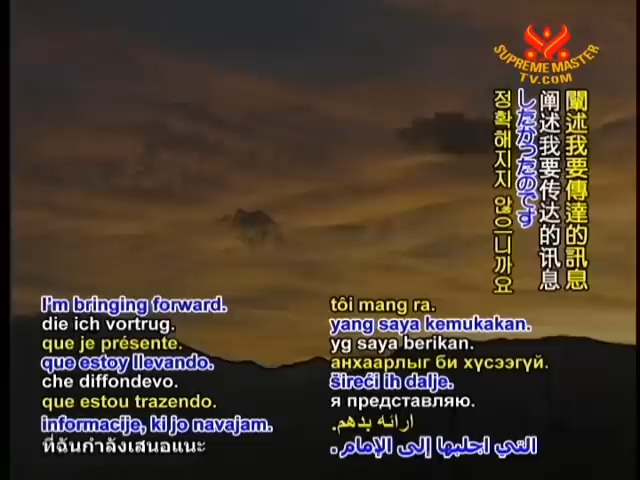 SUPREME MASTER
TV.COM
闡述我要傳達的訊息
阐述我要传达的讯息
したかったのです
정확해지지 않으니까요
I'm bringing forward.
die ich vortrug.
que je présente.
que estoy llevando.
che diffondevo.
que estou trazendo.
informacije, ki jo navajam.
ที่ฉันกำลังเสนอแนะ
tôi mang ra.
yang saya kemukakan.
yg saya berikan.
анхаарлыг би хүсээгүй.
šireći ih dalje.
я представляю.
ارائه بدهم.
التي اجلبها إلى الإمام.